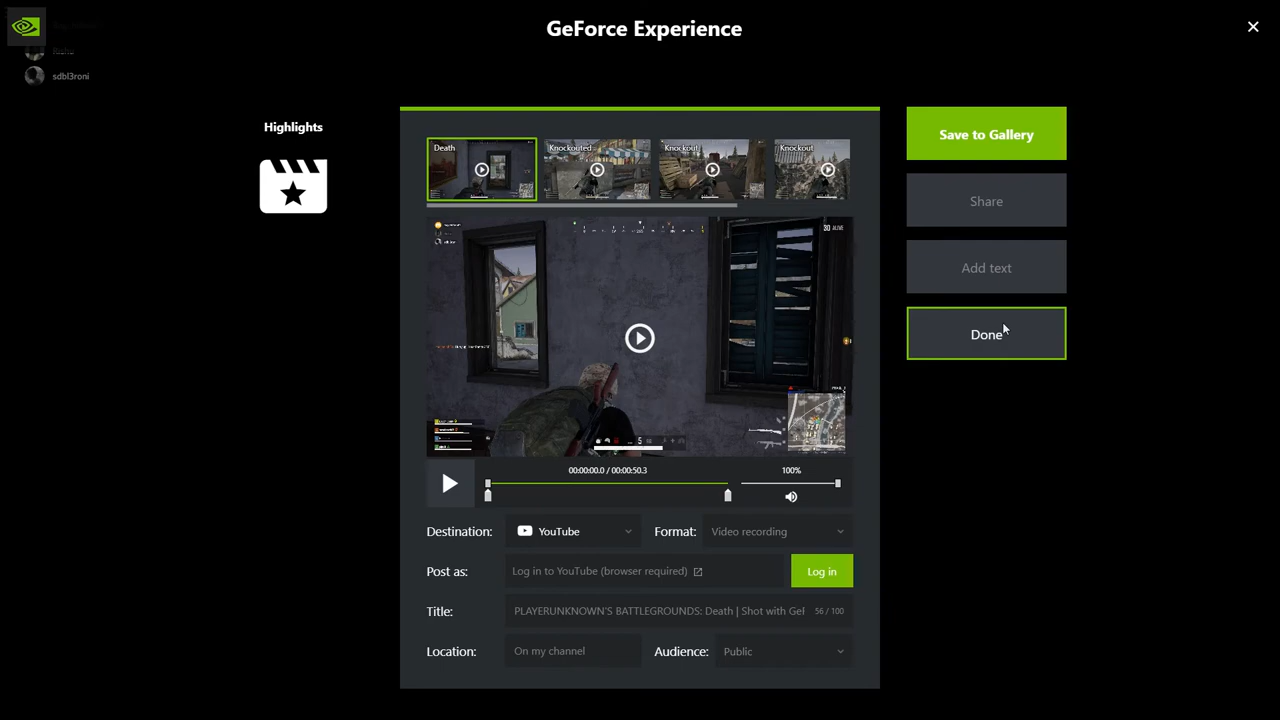 GeForce Experience
sdbl3roni
Highlights
Save to Gallery
Share
Add text
Done
Death
Knockouted
Knockout
Knockout
30 ALIVE
5
00:00:00.0 / 00:00:50.3
100%
Destination:
YouTube
Format:
Video recording
Post as:
Log in to YouTube (browser required)
Log in
Title:
PLAYERUNKNOWN'S BATTLEGROUNDS: Death | Shot with GeF
56 / 100
Location:
On my channel
Audience:
Public